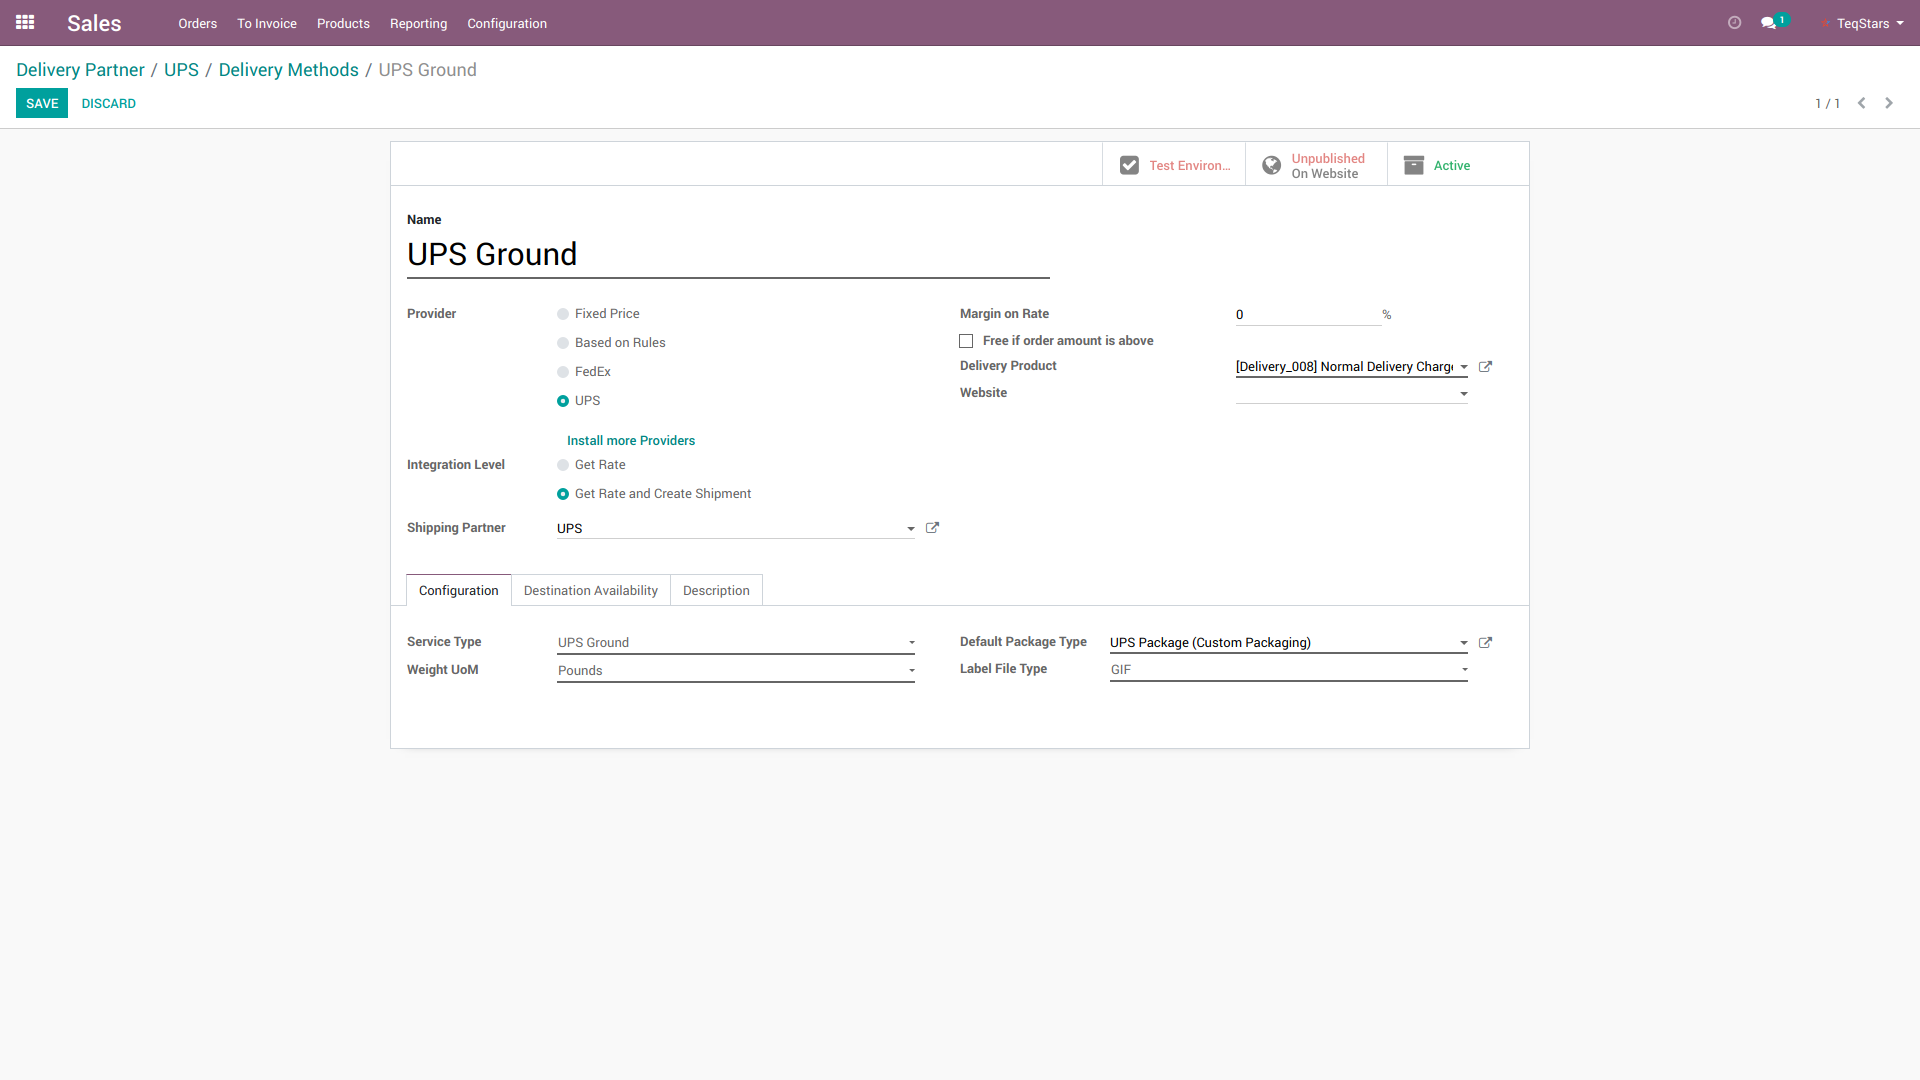 Sales Orders To Invoice Products Reporting Configuration 1 TeqStars
Delivery Partner / UPS / Delivery Methods / UPS Ground
SAVE DISCARD 1 / 1
Test Environ...
Unpublished
On Website
Active
Name
UPS Ground
Provider
Fixed Price
Based on Rules
FedEx
UPS
Install more Providers
Integration Level
Get Rate
Get Rate and Create Shipment
Shipping Partner UPS
Margin on Rate 0 %
Free if order amount is above
Delivery Product [Delivery_008] Normal Delivery Charge
Website
Configuration Destination Availability Description
Service Type UPS Ground
Weight UoM Pounds
Default Package Type UPS Package (Custom Packaging)
Label File Type GIF